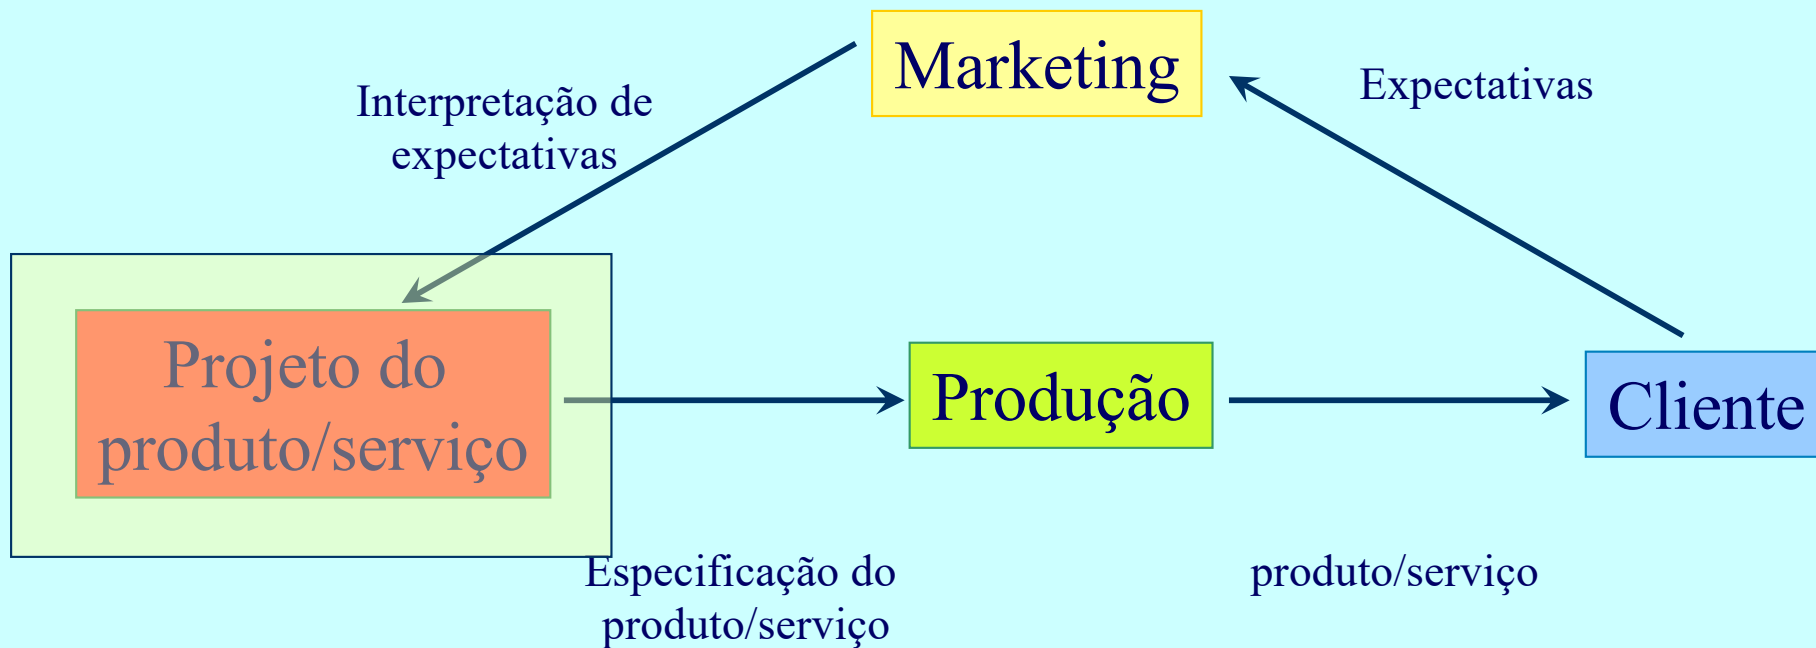 Marketing
Expectativas
Interpretação de
expectativas
Projeto do
produto/serviço
Produção
Cliente
Especificação do
produto/serviço
produto/serviço